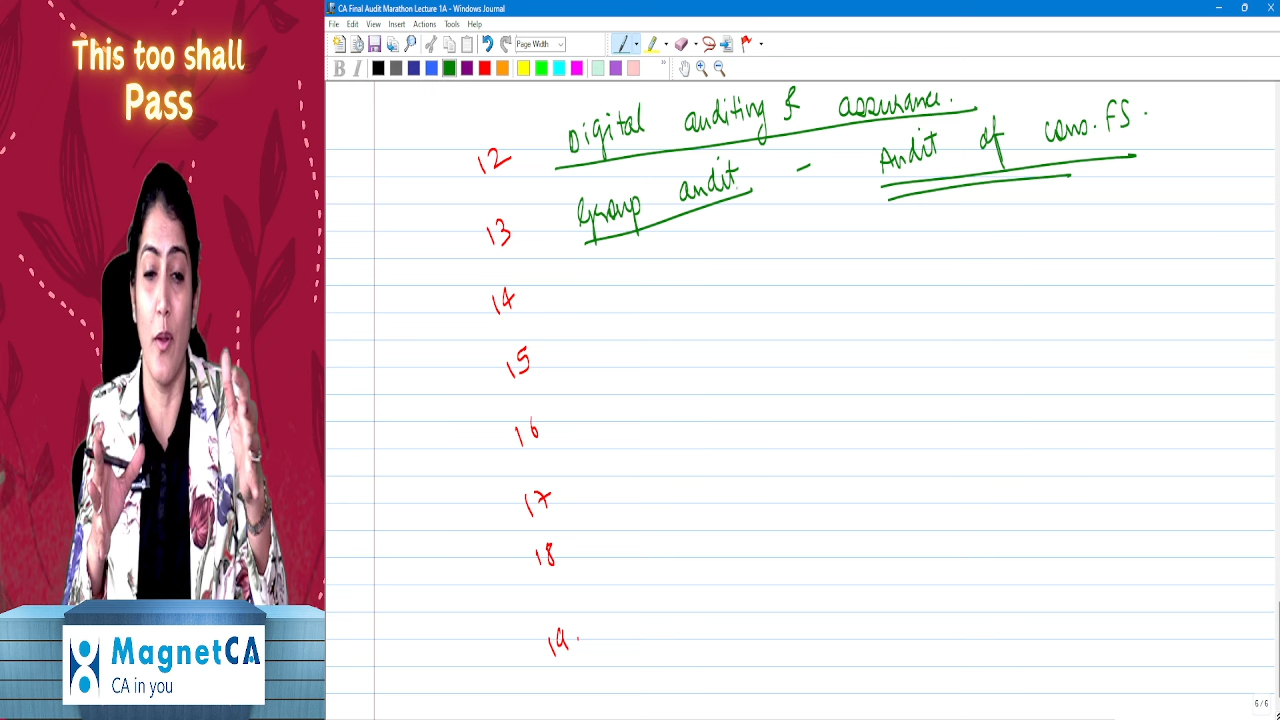 This too shall
Pass
CA Final Audit Marathon Lecture 1A - Windows Journal
File Edit View Insert Actions Tools Help
Page Width
B I
12 Digital auditing & assurance.
13 Group audit - Audit of cons. FS.
14
15
16
17
18
19.
MagnetCA
CA in you
6 / 6